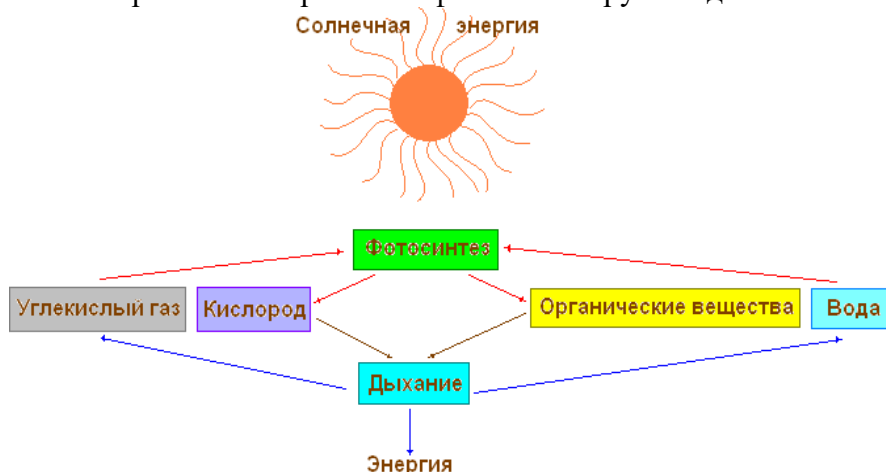 Солнечная энергия
Фотосинтез
Углекислый газ Кислород Органические вещества Вода
Дыхание
Энергия